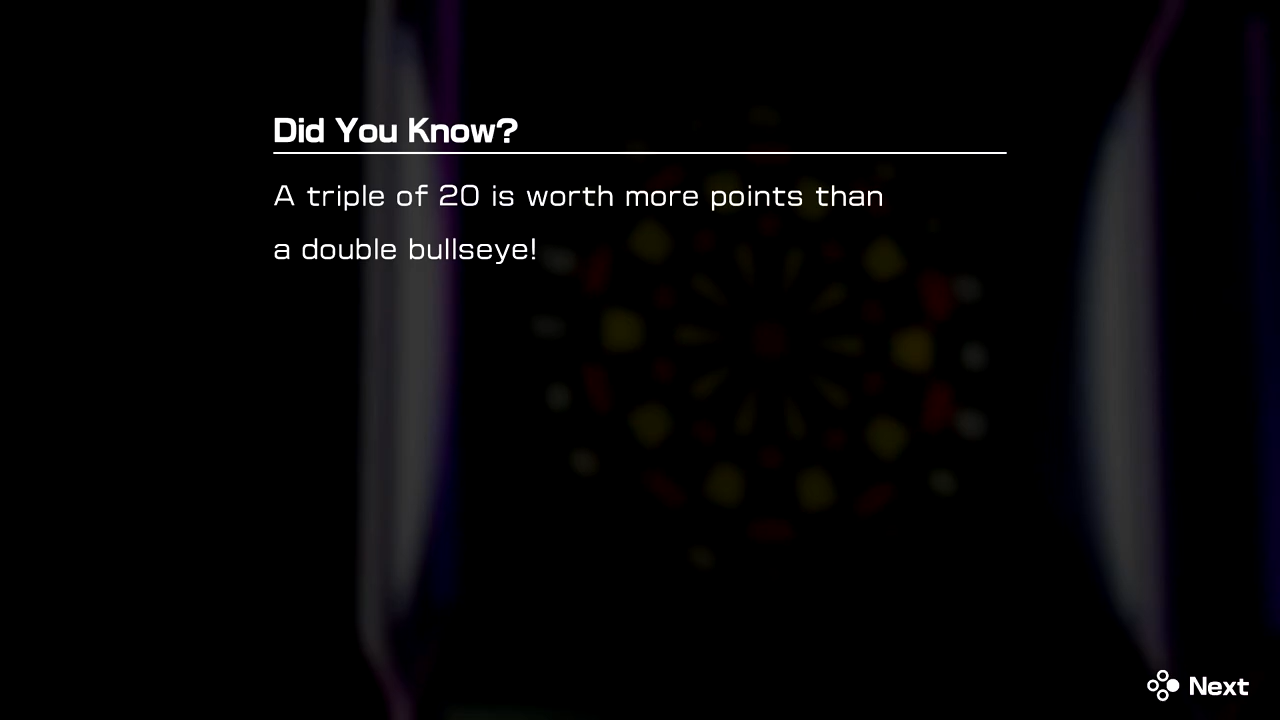 Did You Know?
A triple of 20 is worth more points than
a double bullseye!
Next